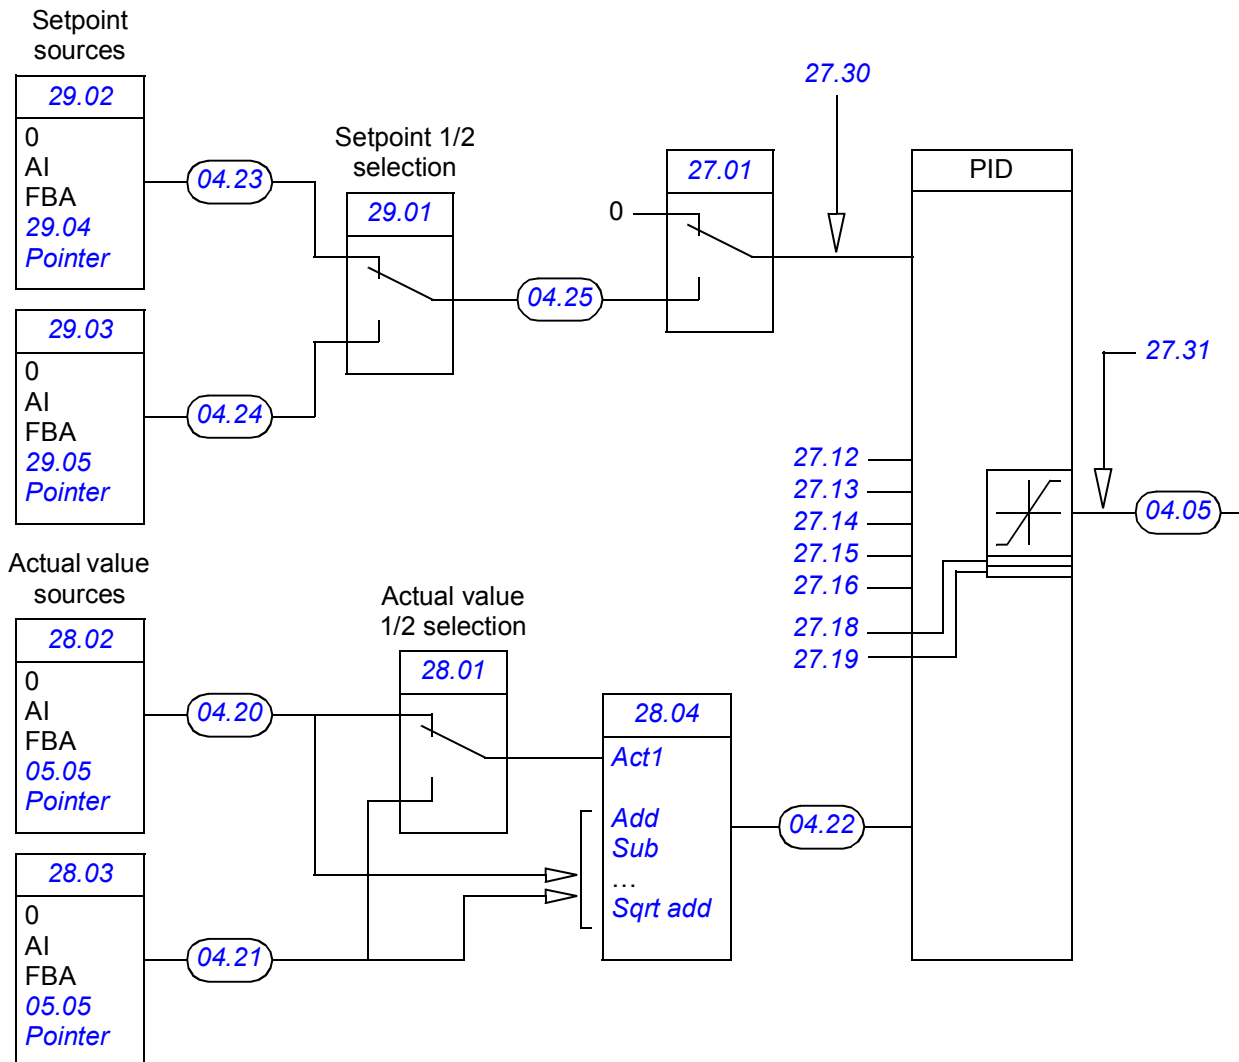 Setpoint
sources
29.02
0
AI
FBA
29.04
Pointer
04.23
29.03
0
AI
FBA
29.05
Pointer
04.24
Setpoint 1/2
selection
29.01
04.25
0
27.01
27.30
PID
27.31
27.12
27.13
27.14
27.15
27.16
27.18
27.19
04.05
Actual value
sources
28.02
0
AI
FBA
05.05
Pointer
04.20
28.03
0
AI
FBA
05.05
Pointer
04.21
Actual value
1/2 selection
28.01
28.04
Act1
Add
Sub
…
Sqrt add
04.22